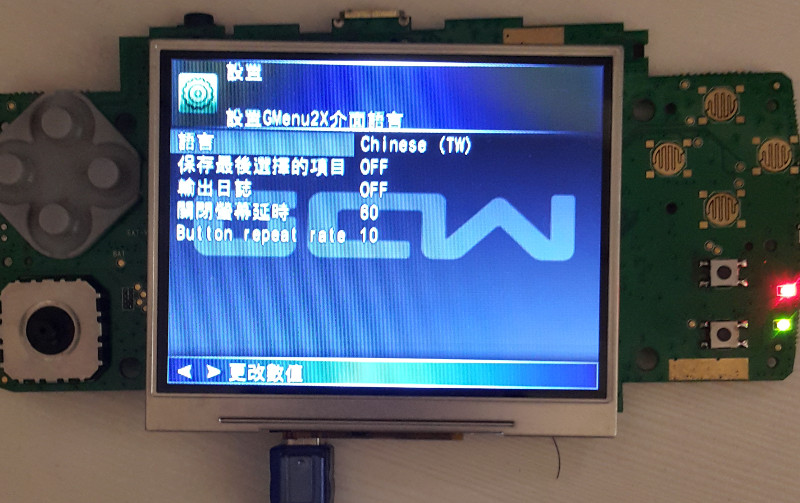 設置
設置GMenu2X介面語言
語言 Chinese (TW)
保存最後選擇的項目 OFF
輸出日誌 OFF
關閉螢幕延時 60
Button repeat rate 10
GCW
更改數值